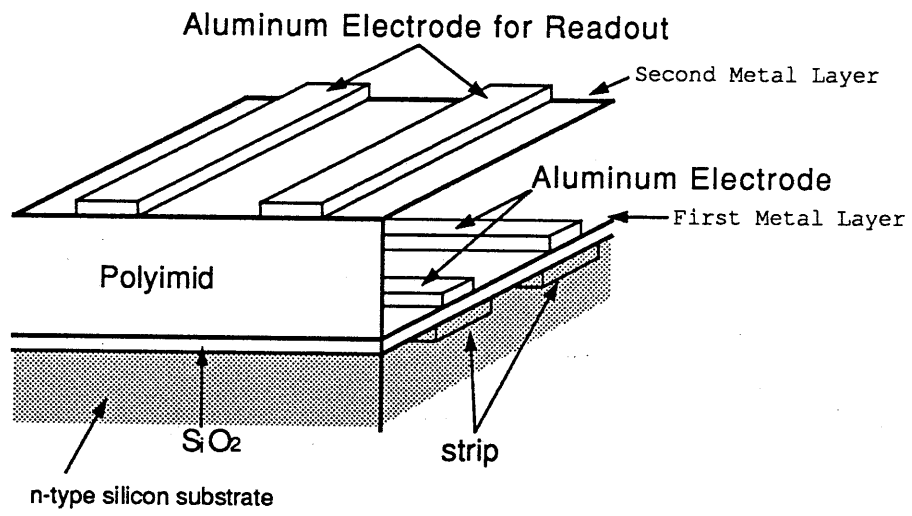 Aluminum Electrode for Readout
Second Metal Layer
Aluminum Electrode
First Metal Layer
Polyimid
SiO₂
strip
n-type silicon substrate